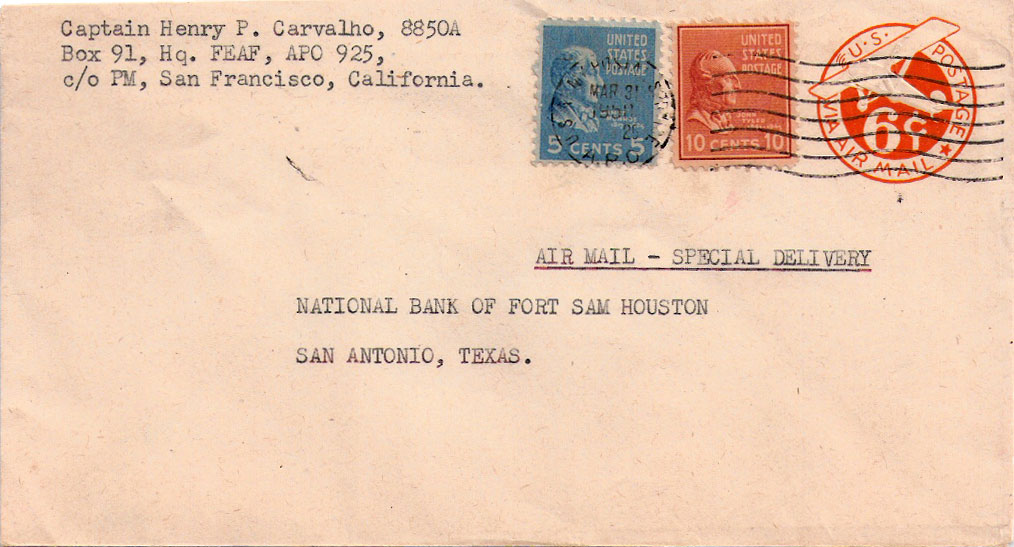 Captain Henry P. Carvalho, 8850A
Box 91, Hq. FEAF, APO 925,
c/o PM, San Francisco, California.
UNITED
STATES
POSTAGE
5 CENTS 5
UNITED
STATES
POSTAGE
JOHN
TYLER
10 CENTS 10
MAR 31
A.P.O.
U.S. POSTAGE
6¢
VIA AIR MAIL
AIR MAIL - SPECIAL DELIVERY
NATIONAL BANK OF FORT SAM HOUSTON
SAN ANTONIO, TEXAS.